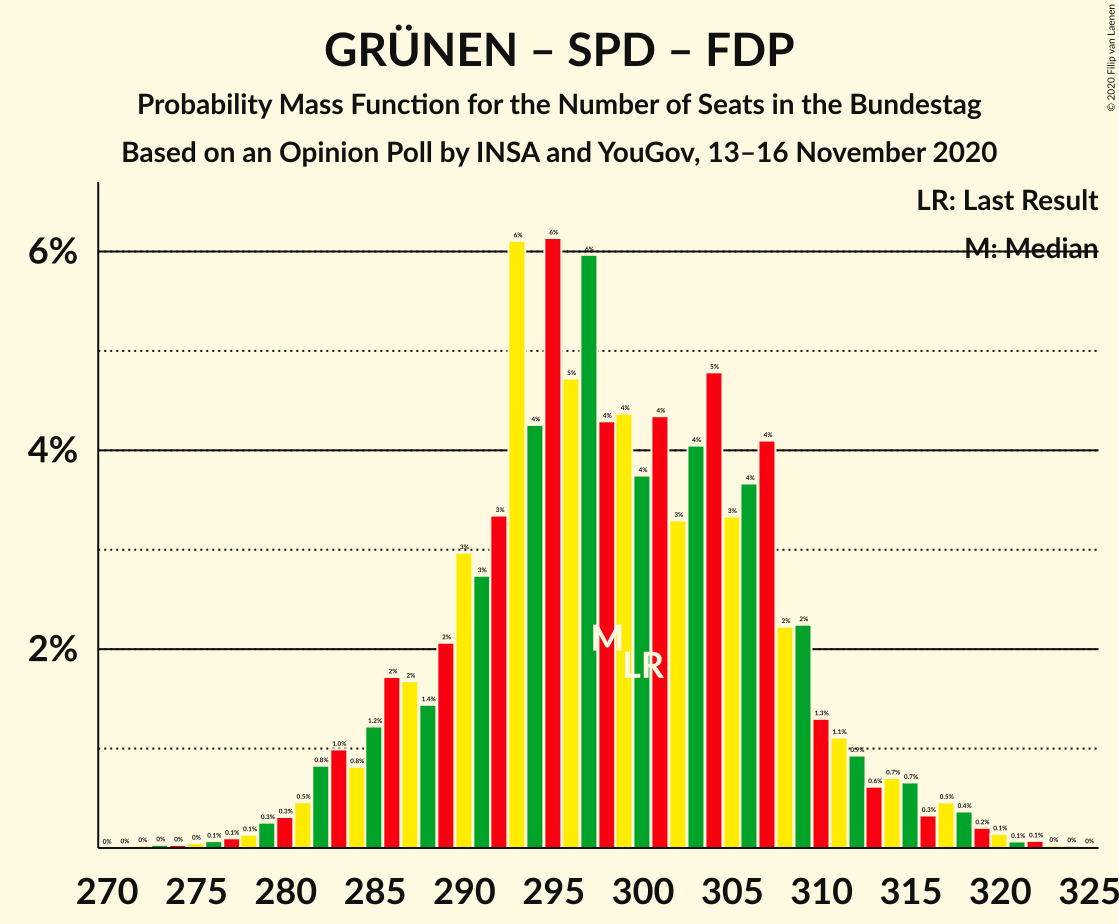 GRÜNEN – SPD – FDP
Probability Mass Function for the Number of Seats in the Bundestag
Based on an Opinion Poll by INSA and YouGov, 13–16 November 2020
© 2020 Filip van Laenen
LR: Last Result
M: Median
6%
4%
2%
0% 0% 0% 0% 0% 0% 0.1% 0.1% 0.1% 0.3% 0.3% 0.5% 0.8% 1.0% 0.8% 1.2% 2% 2% 1.4% 2% 3% 3% 3% 6% 4% 6% 5% 6% 4% 4% 4% 4% 3% 4% 5% 3% 4% 4% 2% 2% 1.3% 1.1% 0.9% 0.6% 0.7% 0.7% 0.3% 0.5% 0.4% 0.2% 0.1% 0.1% 0.1% 0% 0% 0%
M
LR
270 275 280 285 290 295 300 305 310 315 320 325